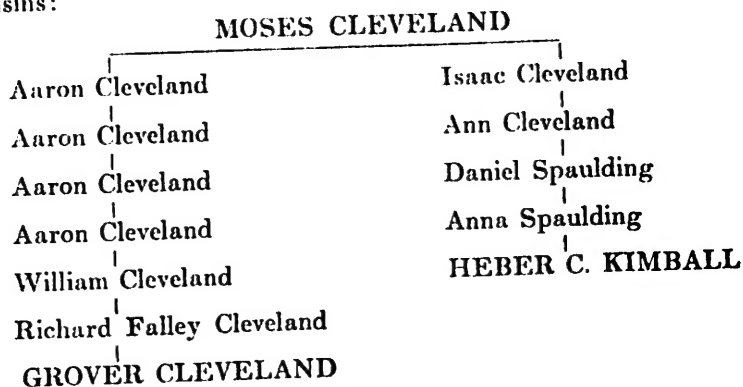 MOSES CLEVELAND
Aaron Cleveland
Aaron Cleveland
Aaron Cleveland
Aaron Cleveland
William Cleveland
Richard Falley Cleveland
GROVER CLEVELAND
Isaac Cleveland
Ann Cleveland
Daniel Spaulding
Anna Spaulding
HEBER C. KIMBALL